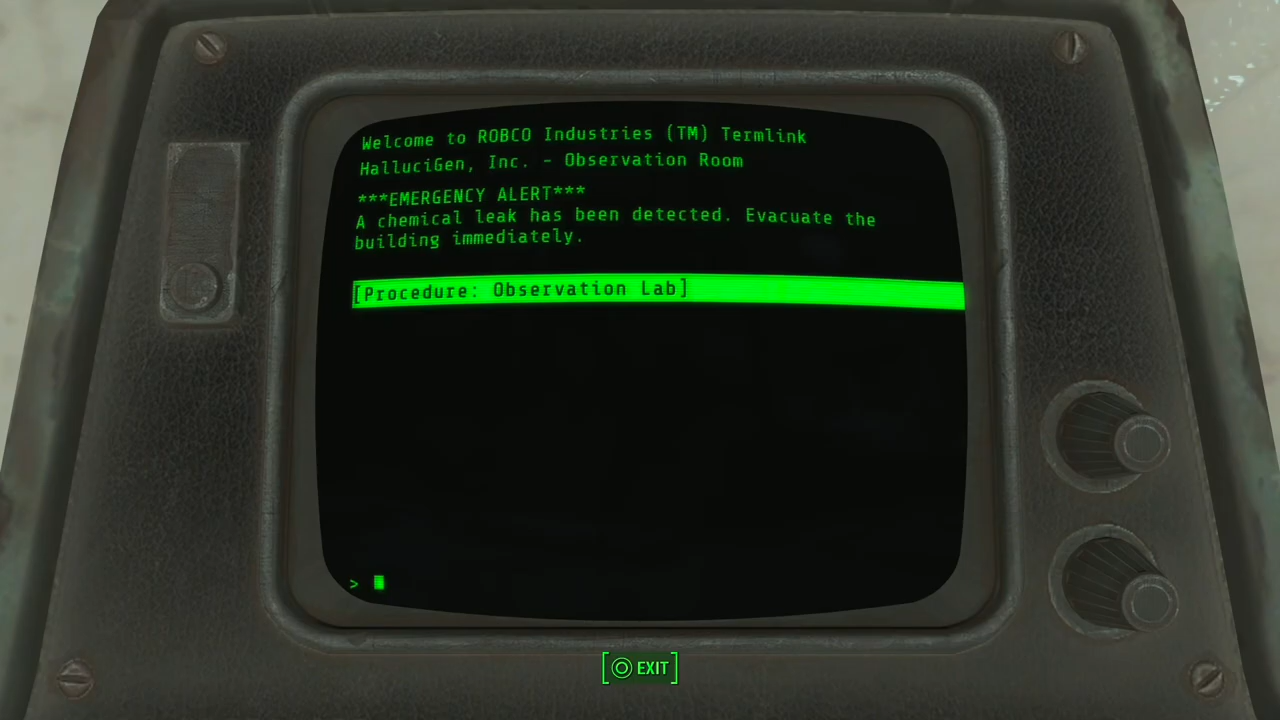 Welcome to ROBCO Industries (TM) Termlink
HalluciGen, Inc. - Observation Room
***EMERGENCY ALERT***
A chemical leak has been detected. Evacuate the
building immediately.
[Procedure: Observation Lab]
>
EXIT